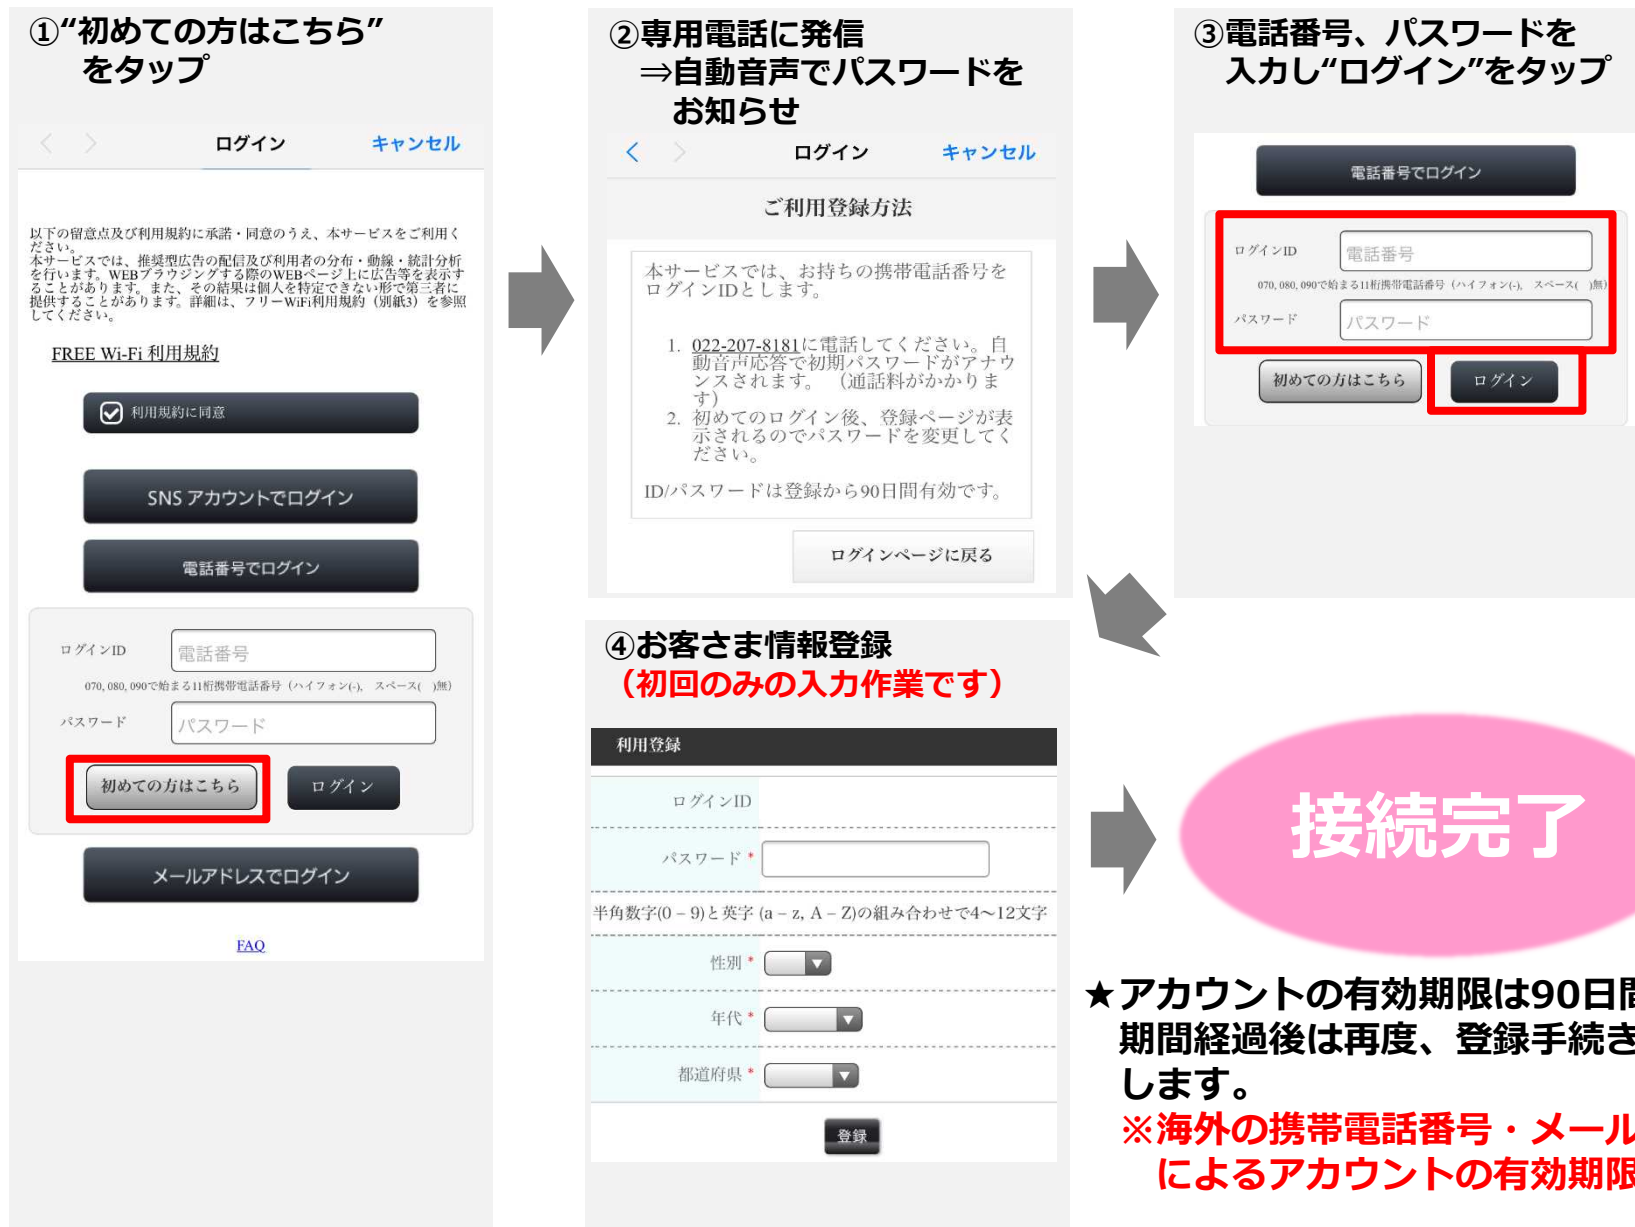 ①“初めての方はこちら”
をタップ
ログイン
キャンセル
以下の留意点及び利用規約に承諾・同意のうえ、本サービスをご利用く
ださい。
本サービスでは、推奨型広告の配信及び利用者の分布・動線・統計分析
を行います。WEBブラウジングする際のWEBページ上に広告等を表示す
ることがあります。また、その結果は個人を特定できない形で第三者に
提供することがあります。詳細は、フリーWiFi利用規約（別紙3）を参照
してください。
FREE Wi-Fi 利用規約
利用規約に同意
SNS アカウントでログイン
電話番号でログイン
ログインID
電話番号
070, 080, 090で始まる11桁携帯電話番号（ハイフォン(-), スペース( )無）
パスワード
パスワード
初めての方はこちら
ログイン
メールアドレスでログイン
FAQ
②専用電話に発信
⇒自動音声でパスワードを
お知らせ
ログイン
キャンセル
ご利用登録方法
本サービスでは、お持ちの携帯電話番号を
ログインIDとします。
1. 022-207-8181に電話してください。自
動音声応答で初期パスワードがアナウ
ンスされます。（通話料がかかりま
す）
2. 初めてのログイン後、登録ページが表
示されるのでパスワードを変更してく
ださい。
ID/パスワードは登録から90日間有効です。
ログインページに戻る
③電話番号、パスワードを
入力し“ログイン”をタップ
電話番号でログイン
ログインID
電話番号
070, 080, 090で始まる11桁携帯電話番号（ハイフォン(-), スペース( )無）
パスワード
パスワード
初めての方はこちら
ログイン
④お客さま情報登録
（初回のみの入力作業です）
利用登録
ログインID
パスワード *
半角数字(0 – 9)と英字 (a – z, A – Z)の組み合わせで4～12文字
性別 *
年代 *
都道府県 *
登録
接続完了
★アカウントの有効期限は90日間
期間経過後は再度、登録手続き
します。
※海外の携帯電話番号・メール
によるアカウントの有効期限